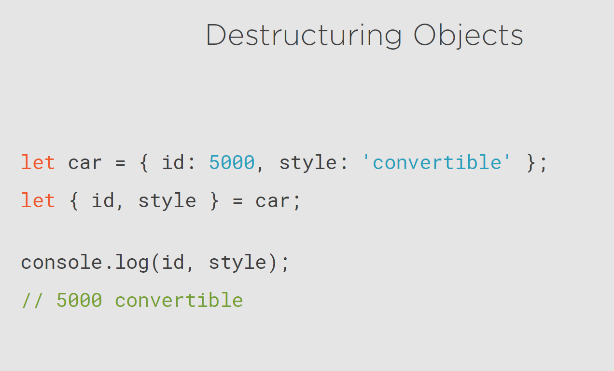 Destructuring Objects
let car = { id: 5000, style: 'convertible' };
let { id, style } = car;
console.log(id, style);
// 5000 convertible